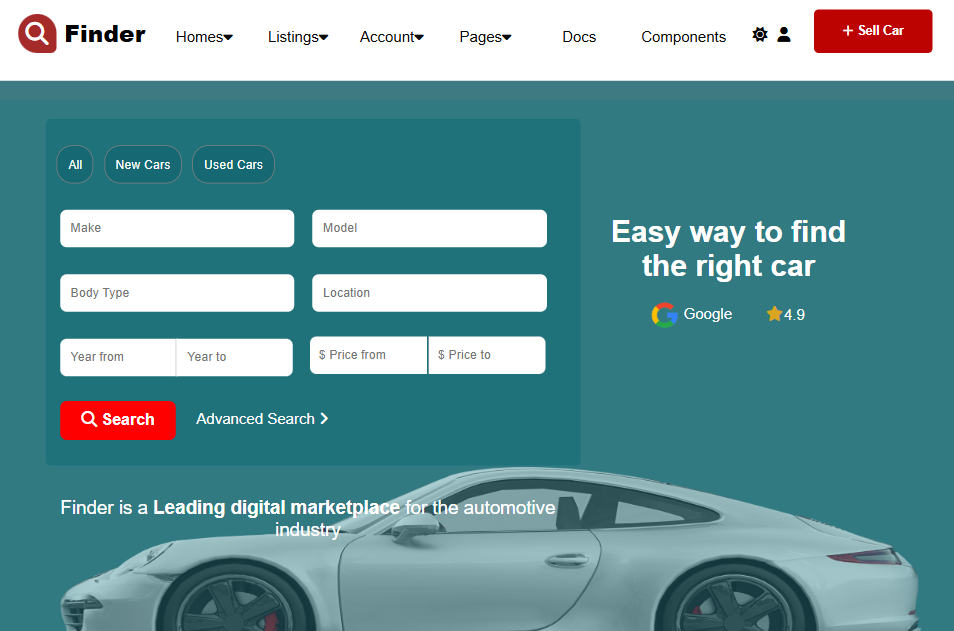 Finder
Homes
Listings
Account
Pages
Docs
Components
+ Sell Car
All
New Cars
Used Cars
Make
Model
Body Type
Location
Year from
Year to
$ Price from
$ Price to
Search
Advanced Search
Easy way to find
the right car
Google
4.9
Finder is a Leading digital marketplace for the automotive
industry